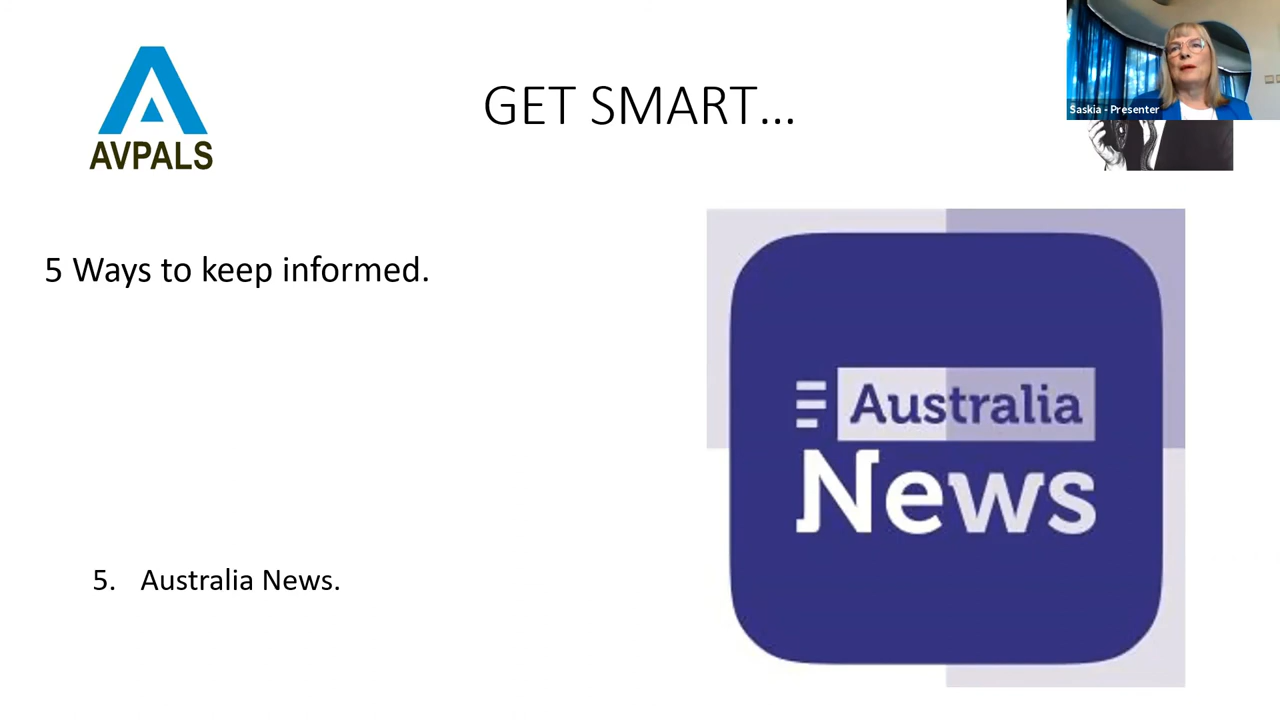 GET SMART...
Saskia - Presenter
AVPALS
5 Ways to keep informed.
Australia
News
5. Australia News.